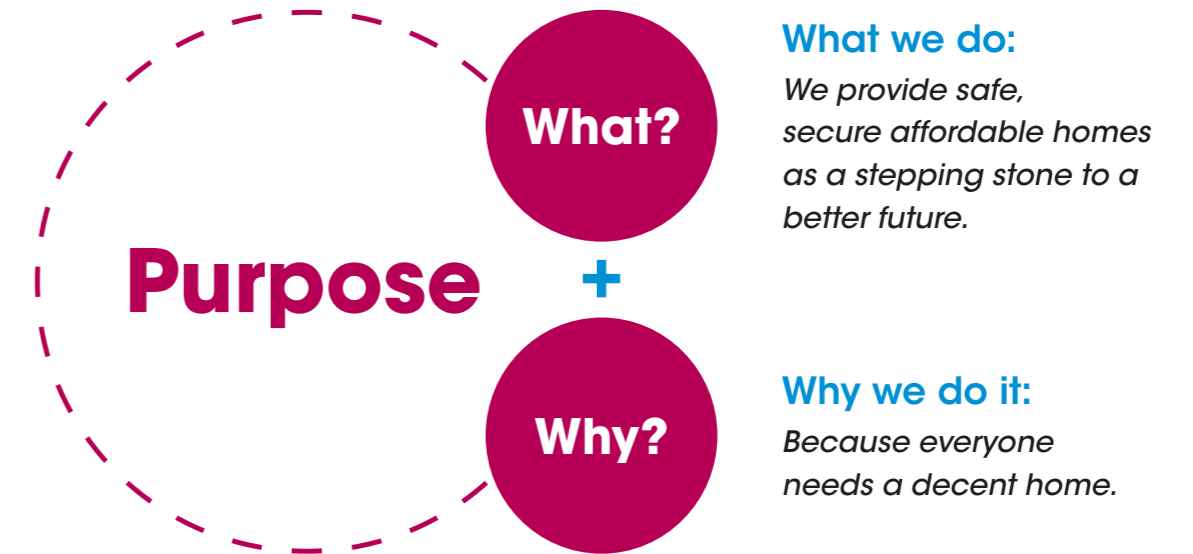 Purpose
What?
+
Why?
What we do:
We provide safe,
secure affordable homes
as a stepping stone to a
better future.
Why we do it:
Because everyone
needs a decent home.